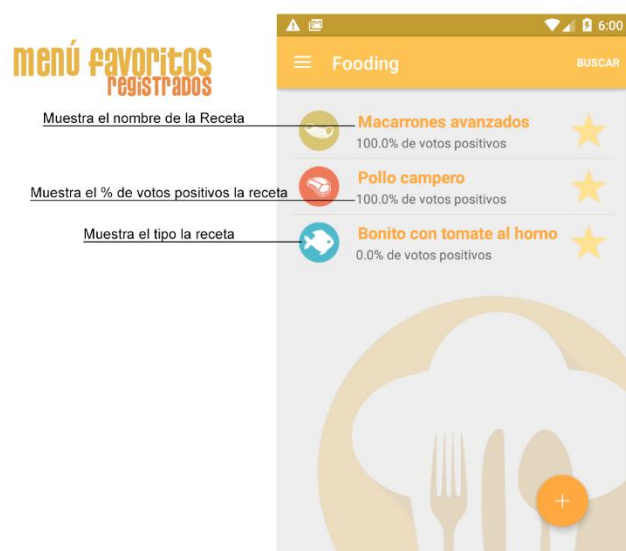 6:00
menú favoritos
registrados
Fooding
BUSCAR
Muestra el nombre de la Receta
Macarrones avanzados
100.0% de votos positivos
Pollo campero
Muestra el % de votos positivos la receta
100.0% de votos positivos
Muestra el tipo la receta
Bonito con tomate al horno
0.0% de votos positivos